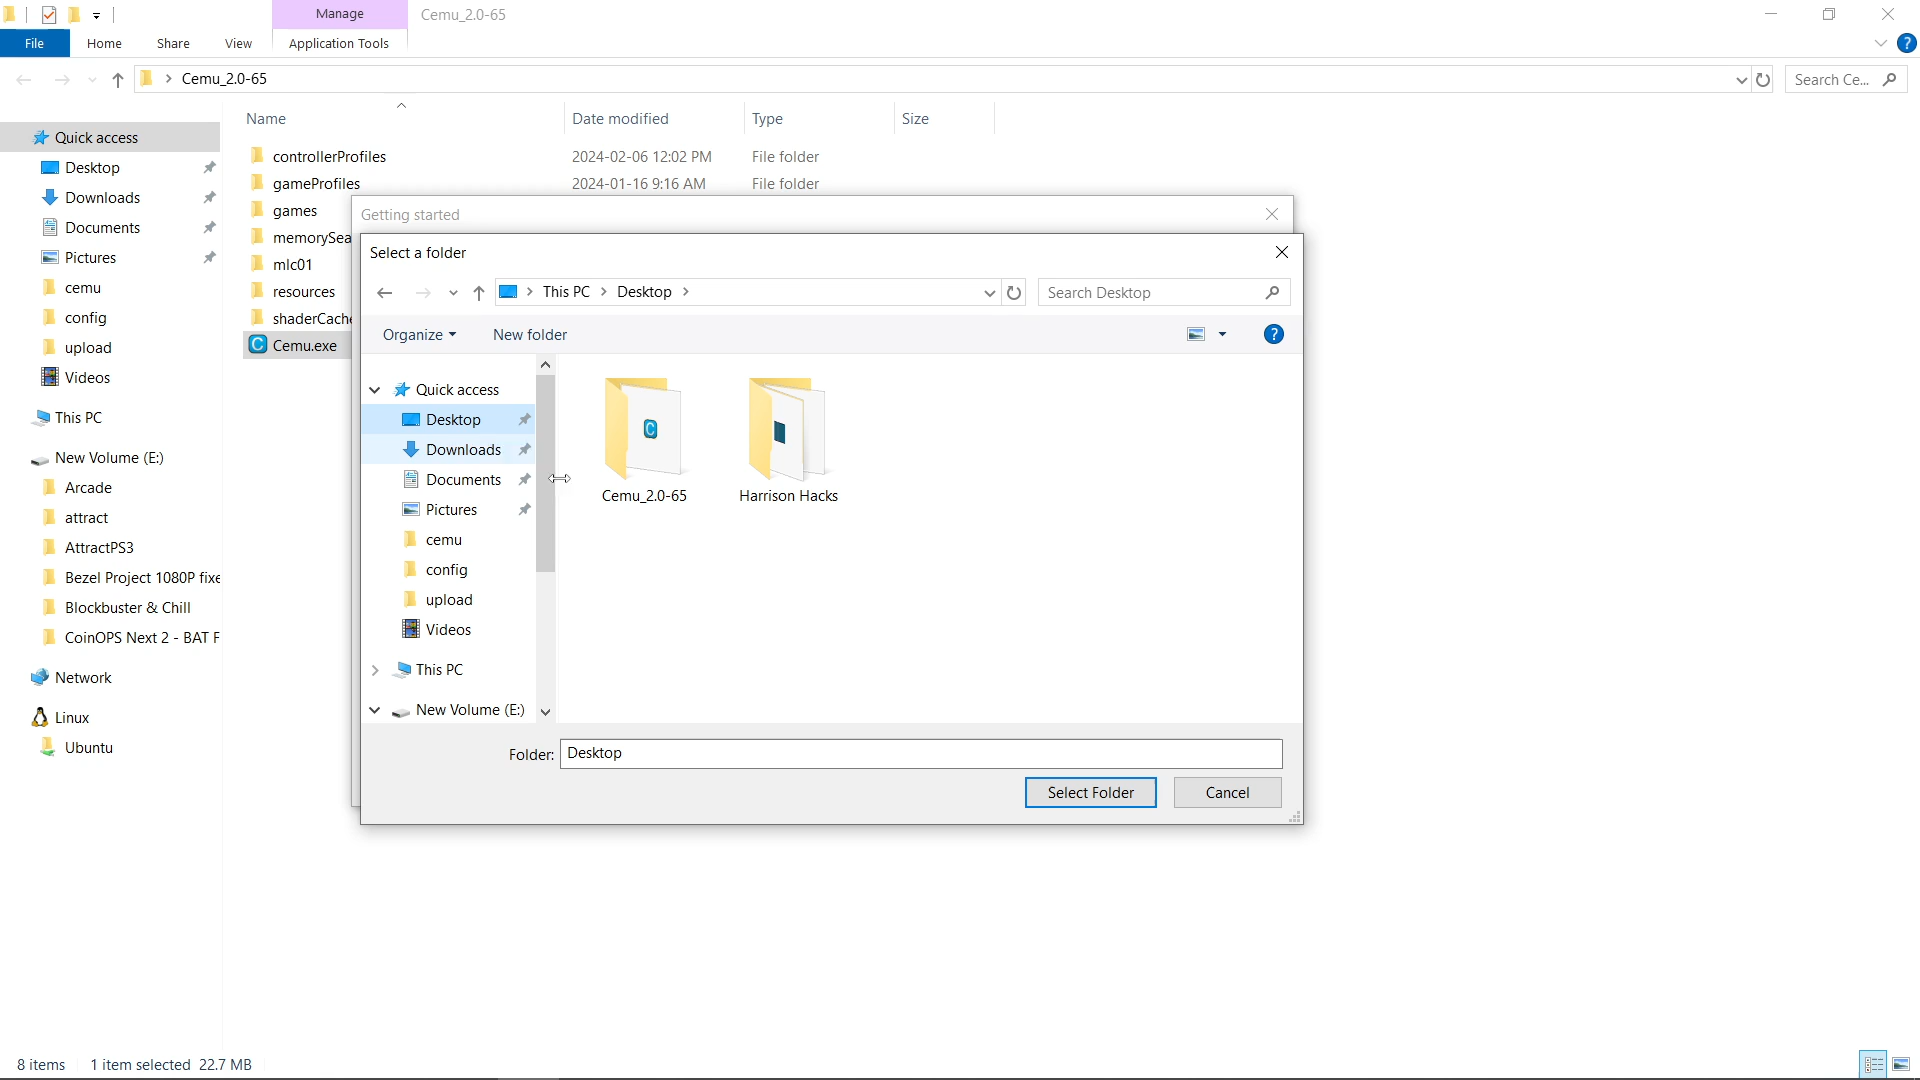 Manage
Cemu_2.0-65
File
Home
Share
View
Application Tools
?
Cemu_2.0-65
Search Ce...
Name
Date modified
Type
Size
Quick access
Desktop
Downloads
Documents
Pictures
cemu
config
upload
Videos
This PC
New Volume (E:)
Arcade
attract
AttractPS3
Bezel Project 1080P fixe
Blockbuster & Chill
CoinOPS Next 2 - BAT F
Network
Linux
Ubuntu
controllerProfiles
2024-02-06 12:02 PM
File folder
gameProfiles
2024-01-16 9:16 AM
File folder
games
memorySea
mlc01
resources
shaderCache
Cemu.exe
Getting started
Select a folder
This PC
Desktop
Search Desktop
Organize
New folder
?
Quick access
Desktop
Downloads
Documents
Pictures
cemu
config
upload
Videos
This PC
New Volume (E:)
Cemu_2.0-65
Harrison Hacks
Folder:
Desktop
Select Folder
Cancel
8 items
1 item selected 22.7 MB